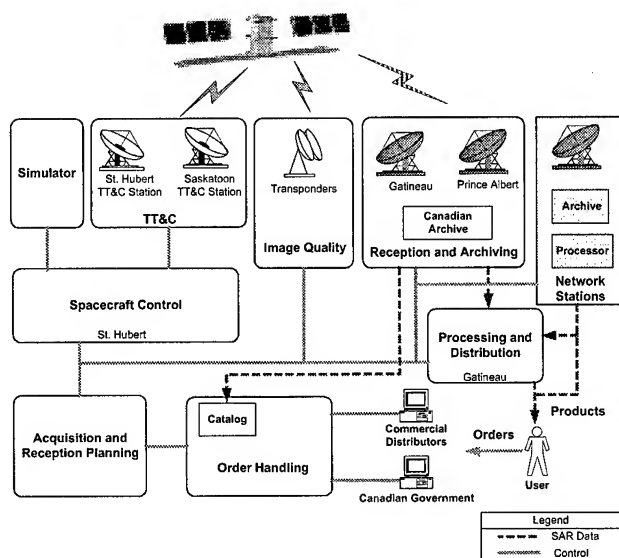 Simulator
St. Hubert
TT&C Station
Saskatoon
TT&C Station
TT&C
Transponders
Image Quality
Gatineau
Prince Albert
Canadian
Archive
Reception and Archiving
Archive
Processor
Network
Stations
Spacecraft Control
St. Hubert
Processing and
Distribution
Gatineau
Acquisition and
Reception Planning
Catalog
Order Handling
Commercial
Distributors
Canadian Government
Orders
Products
User
Legend
SAR Data
Control